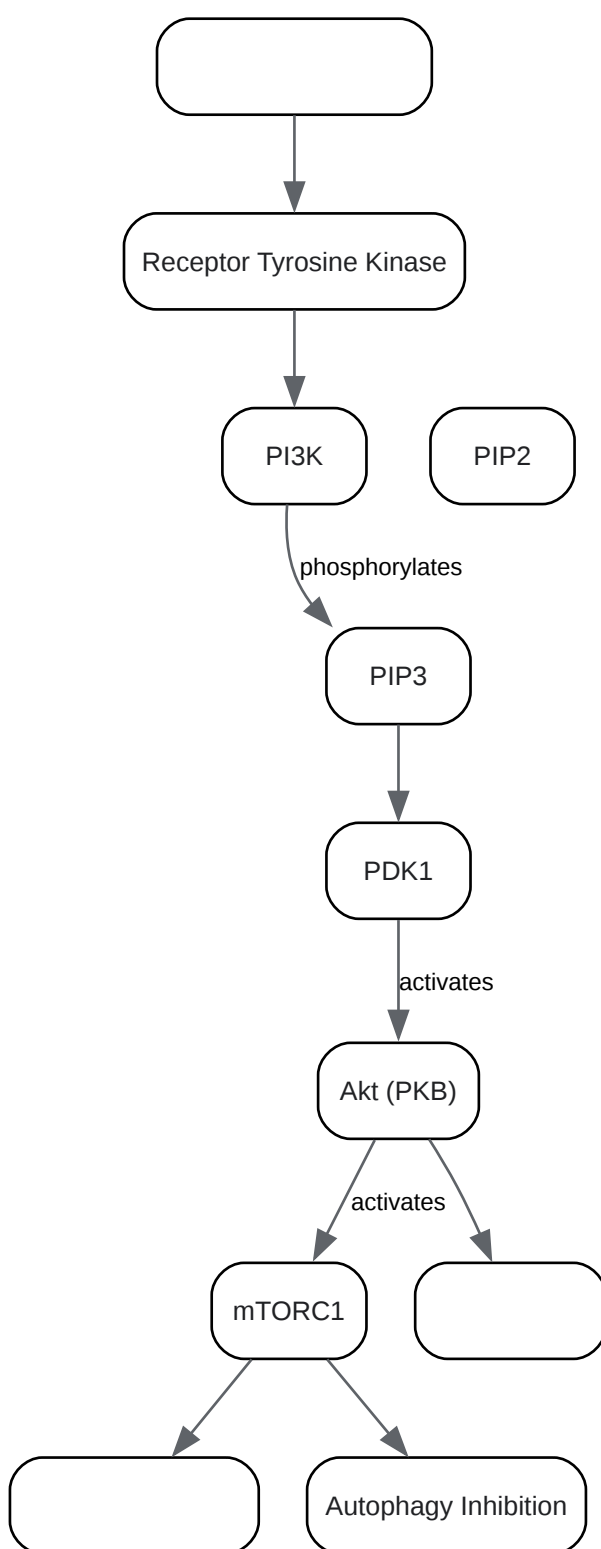 Receptor Tyrosine Kinase
PI3K
PIP2
phosphorylates
PIP3
PDK1
activates
Akt (PKB)
activates
mTORC1
Autophagy Inhibition